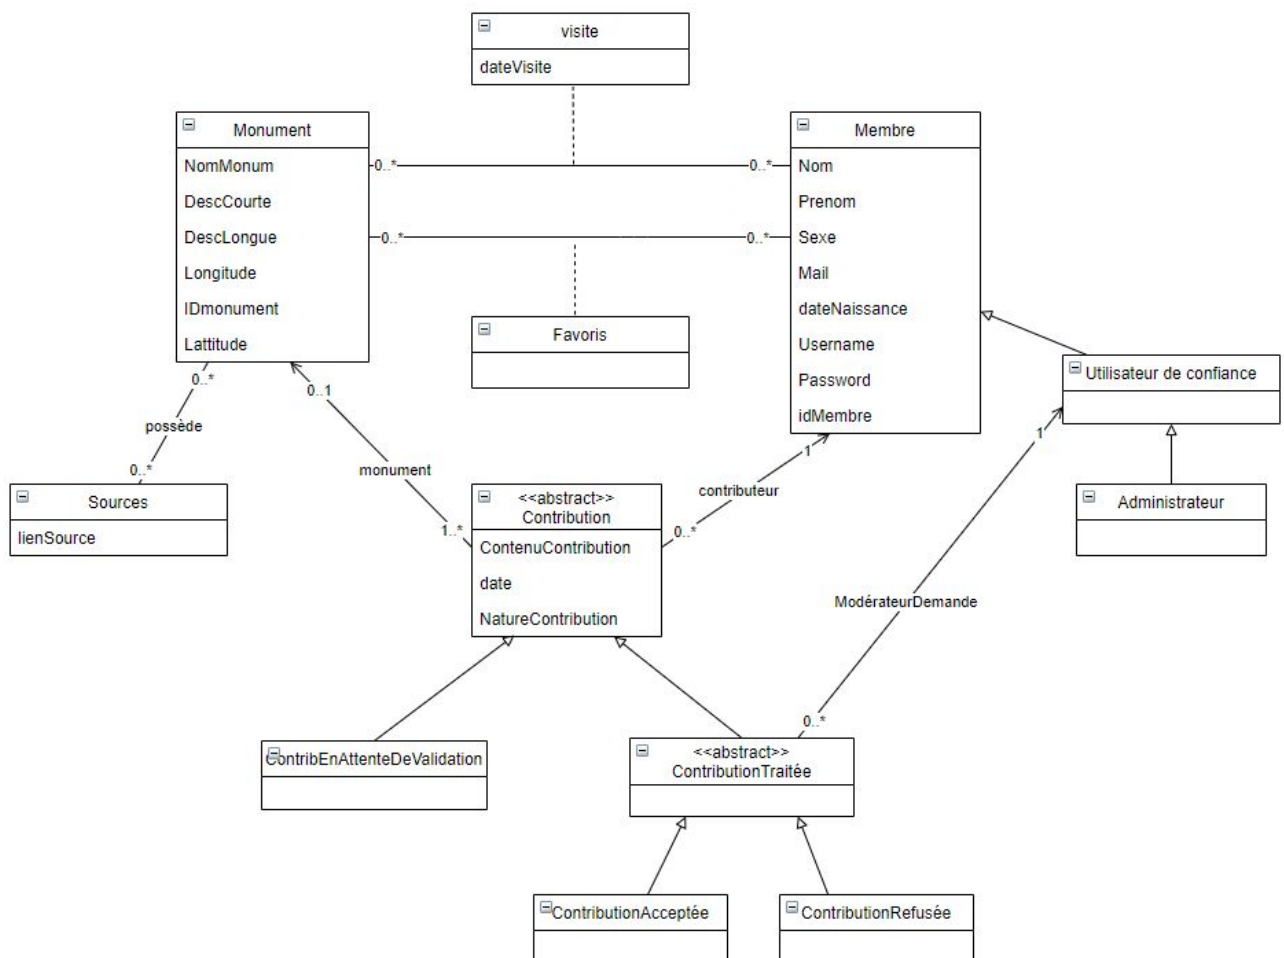 visite
dateVisite
Monument
NomMonum
DescCourte
DescLongue
Longitude
IDmonument
Lattitude
Membre
Nom
Prenom
Sexe
Mail
dateNaissance
Username
Password
idMembre
0..*
0..*
0..*
0..*
Favoris
Utilisateur de confiance
Administrateur
0..*
possède
0..*
Sources
lienSource
0..1
monument
1..*
<<abstract>>
Contribution
ContenuContribution
date
NatureContribution
1
contributeur
0..*
1
ModérateurDemande
0..*
ContribEnAttenteDeValidation
<<abstract>>
ContributionTraitée
ContributionAcceptée
ContributionRefusée